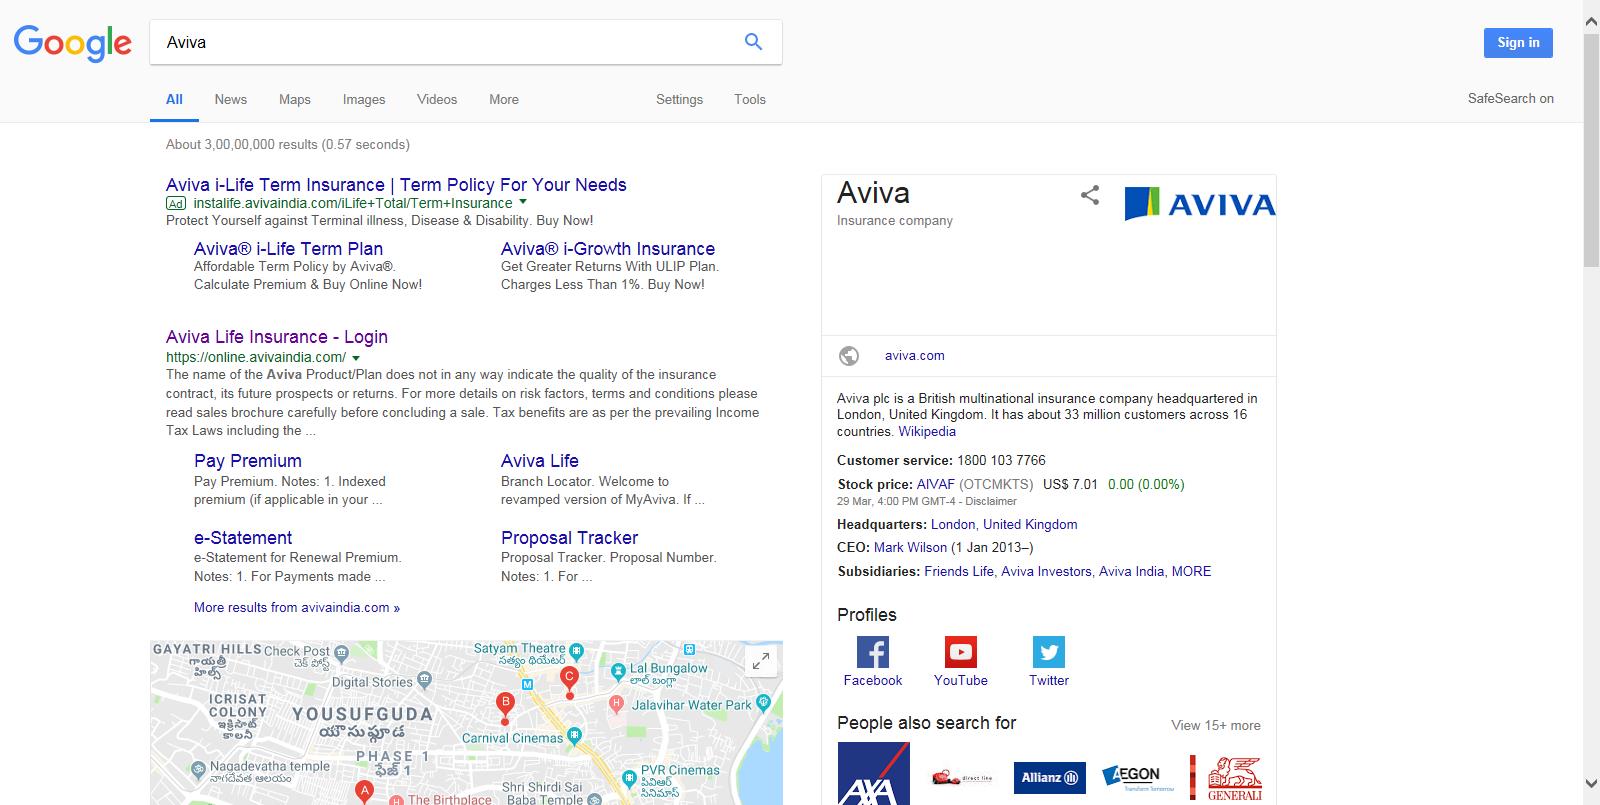 Google
Aviva
Sign in
All
News
Maps
Images
Videos
More
Settings
Tools
SafeSearch on
About 3,00,00,000 results (0.57 seconds)
Aviva i-Life Term Insurance | Term Policy For Your Needs
Ad instalife.avivaindia.com/iLife+Total/Term+Insurance
Protect Yourself against Terminal illness, Disease & Disability. Buy Now!
Aviva® i-Life Term Plan
Affordable Term Policy by Aviva®.
Calculate Premium & Buy Online Now!
Aviva® i-Growth Insurance
Get Greater Returns With ULIP Plan.
Charges Less Than 1%. Buy Now!
Aviva Life Insurance - Login
https://online.avivaindia.com/
The name of the Aviva Product/Plan does not in any way indicate the quality of the insurance
contract, its future prospects or returns. For more details on risk factors, terms and conditions please
read sales brochure carefully before concluding a sale. Tax benefits are as per the prevailing Income
Tax Laws including the ...
Pay Premium
Pay Premium. Notes: 1. Indexed
premium (if applicable in your ...
Aviva Life
Branch Locator. Welcome to
revamped version of MyAviva. If ...
e-Statement
e-Statement for Renewal Premium.
Notes: 1. For Payments made ...
Proposal Tracker
Proposal Tracker. Proposal Number.
Notes: 1. For ...
More results from avivaindia.com »
GAYATRI HILLS
గాయత్రీ
హిల్స్
Check Post
చెక్ పోస్ట్
Satyam Theatre
సత్యం థియేటర్
Lal Bungalow
లాల్ బంగ్లా
Digital Stories
ICRISAT
COLONY
ఇక్రిసాట్
కాలనీ
YOUSUFGUDA
యూసుఫ్గూడ
M
C
B
H
Jalavihar Water Park
Carnival Cinemas
PHASE 1
ఫేజ్ 1
Nagadevatha temple
నాగదేవత ఆలయం
PVR Cinemas
పివిఆర్
సినిమాస్
A
Shri Shirdi Sai
Baba Temple
The Birthplace
Aviva
Insurance company
AVIVA
aviva.com
Aviva plc is a British multinational insurance company headquartered in
London, United Kingdom. It has about 33 million customers across 16
countries. Wikipedia
Customer service: 1800 103 7766
Stock price: AIVAF (OTCMKTS) US$ 7.01 0.00 (0.00%)
29 Mar, 4:00 PM GMT-4 - Disclaimer
Headquarters: London, United Kingdom
CEO: Mark Wilson (1 Jan 2013–)
Subsidiaries: Friends Life, Aviva Investors, Aviva India, MORE
Profiles
Facebook
YouTube
Twitter
People also search for
View 15+ more
AXA
direct line
Allianz
AEGON
Transform Tomorrow
GENERALI